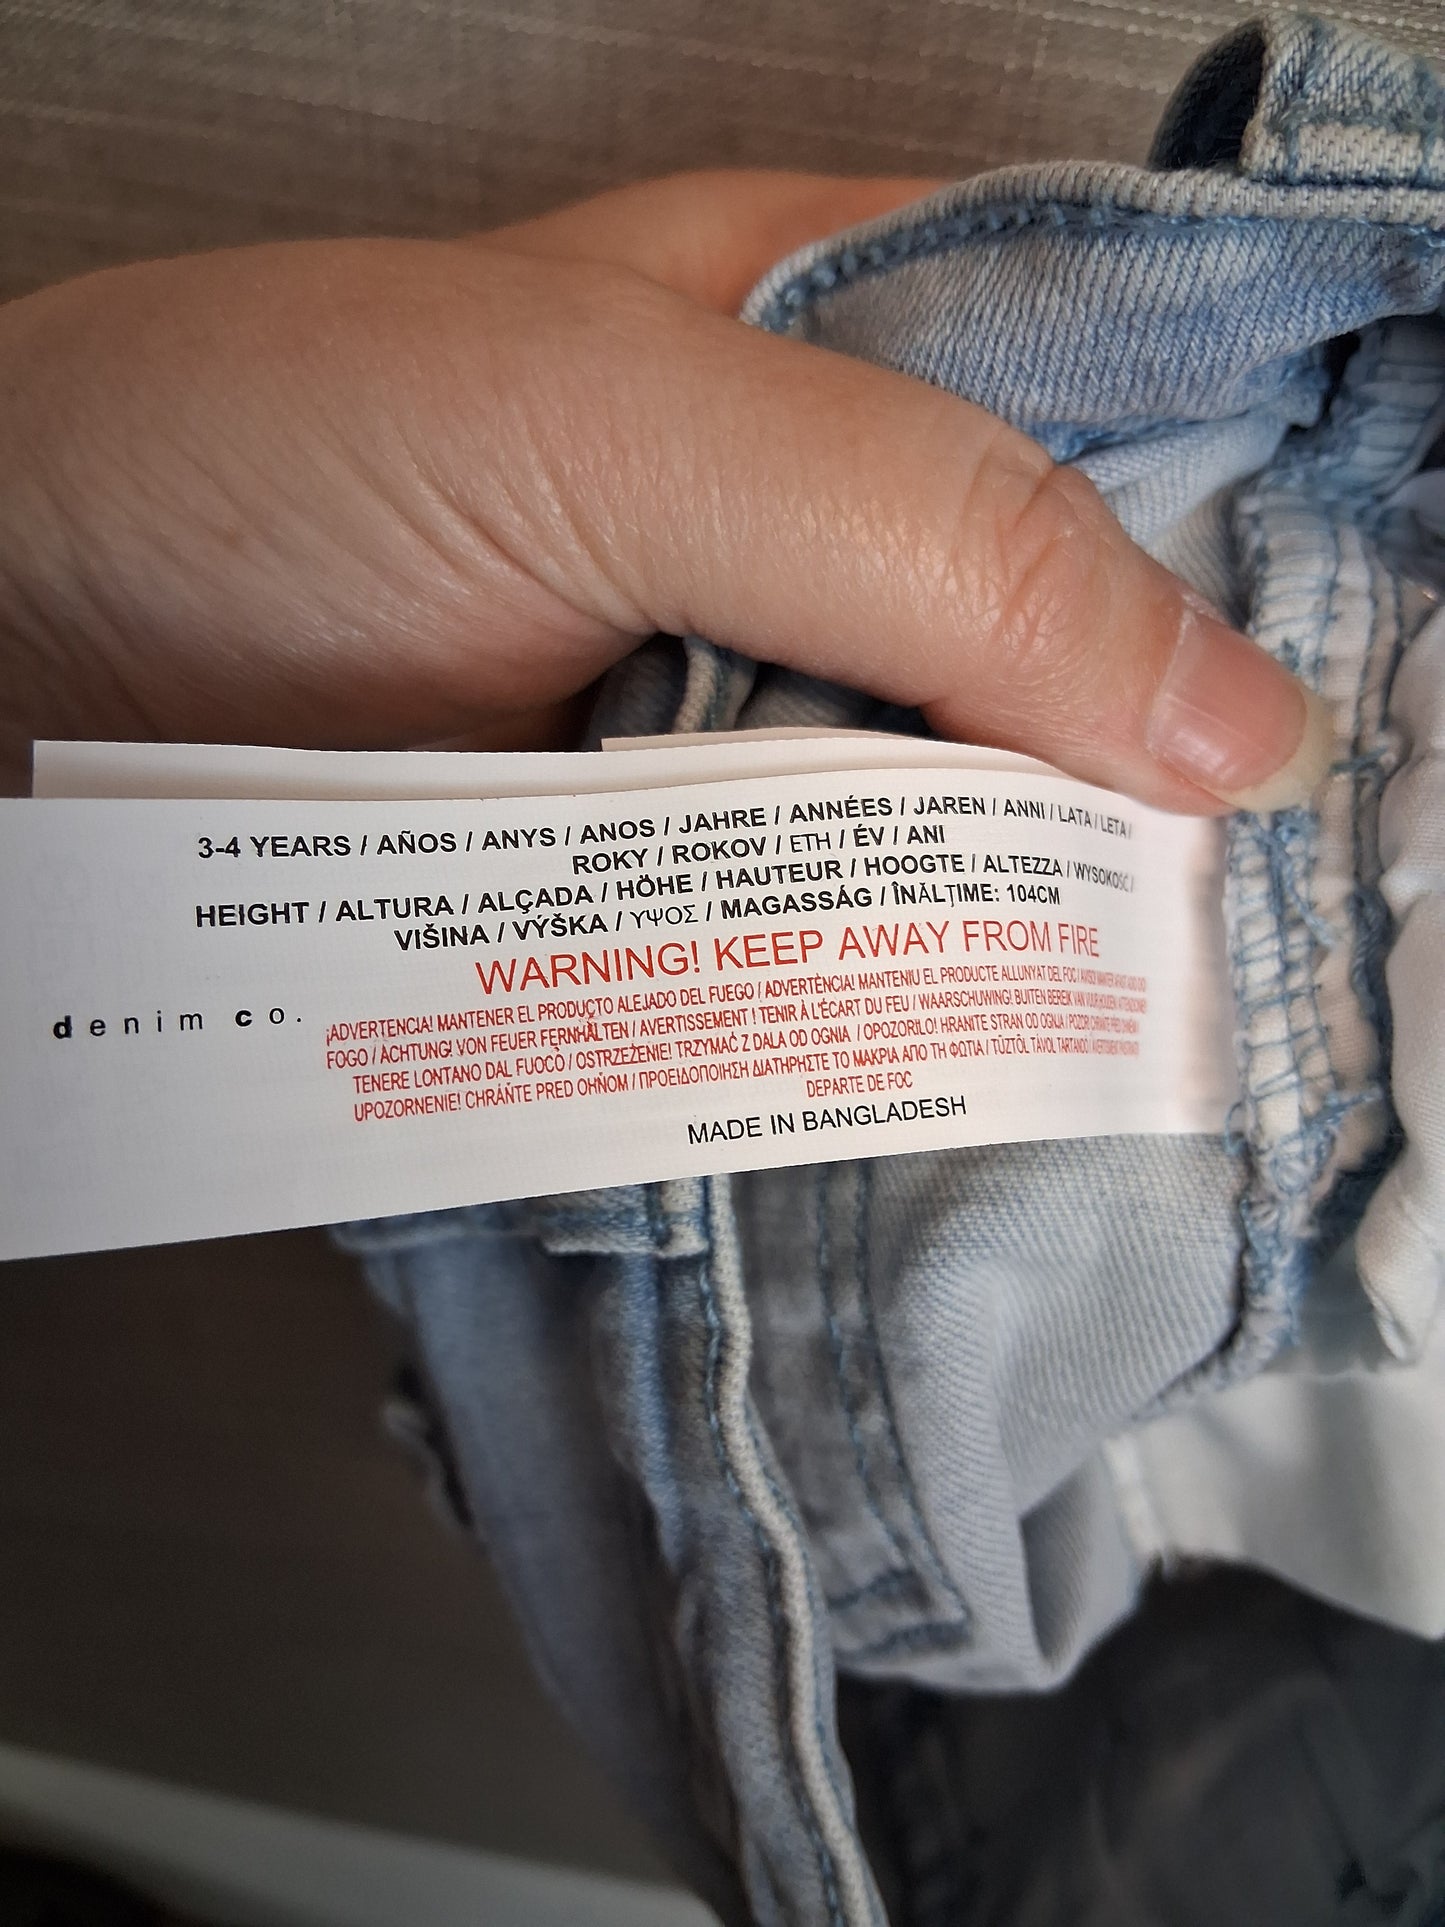 3-4 YEARS / AÑOS / ANYS / ANOS / JAHRE / ANNÉES / JAREN / ANNI / LATA / LETA /
ROKY / ROKOV / ΕΤΗ / ÉV / ANI
HEIGHT / ALTURA / ALÇADA / HÖHE / HAUTEUR / HOOGTE / ALTEZZA / WYSOKOŚĆ /
VIŠINA / VÝŠKA / ΥΨΟΣ / MAGASSÁG / ÎNĂLȚIME: 104CM
WARNING! KEEP AWAY FROM FIRE
¡ADVERTENCIA! MANTENER EL PRODUCTO ALEJADO DEL FUEGO / ADVERTÈNCIA! MANTENIU EL PRODUCTE ALLUNYAT DEL FOC /
FOGO / ACHTUNG! VON FEUER FERNHALTEN / AVERTISSEMENT ! TENIR À L'ÉCART DU FEU / WAARSCHUWING! BUITEN BEREIK VAN VUUR HOUDEN.
TENERE LONTANO DAL FUOCO / OSTRZEŻENIE! TRZYMAĆ Z DALA OD OGNIA / OPOZORILO! HRANITE STRAN OD OGNJA /
UPOZORNENIE! CHRÁŇTE PRED OHŇOM / ΠΡΟΕΙΔΟΠΟΙΗΣΗ ΔΙΑΤΗΡΗΣΤΕ ΤΟ ΜΑΚΡΙΑ ΑΠΟ ΤΗ ΦΩΤΙΑ / TŰZTŐL TÁVOL TARTANDÓ /
DEPARTE DE FOC
MADE IN BANGLADESH
denim co.